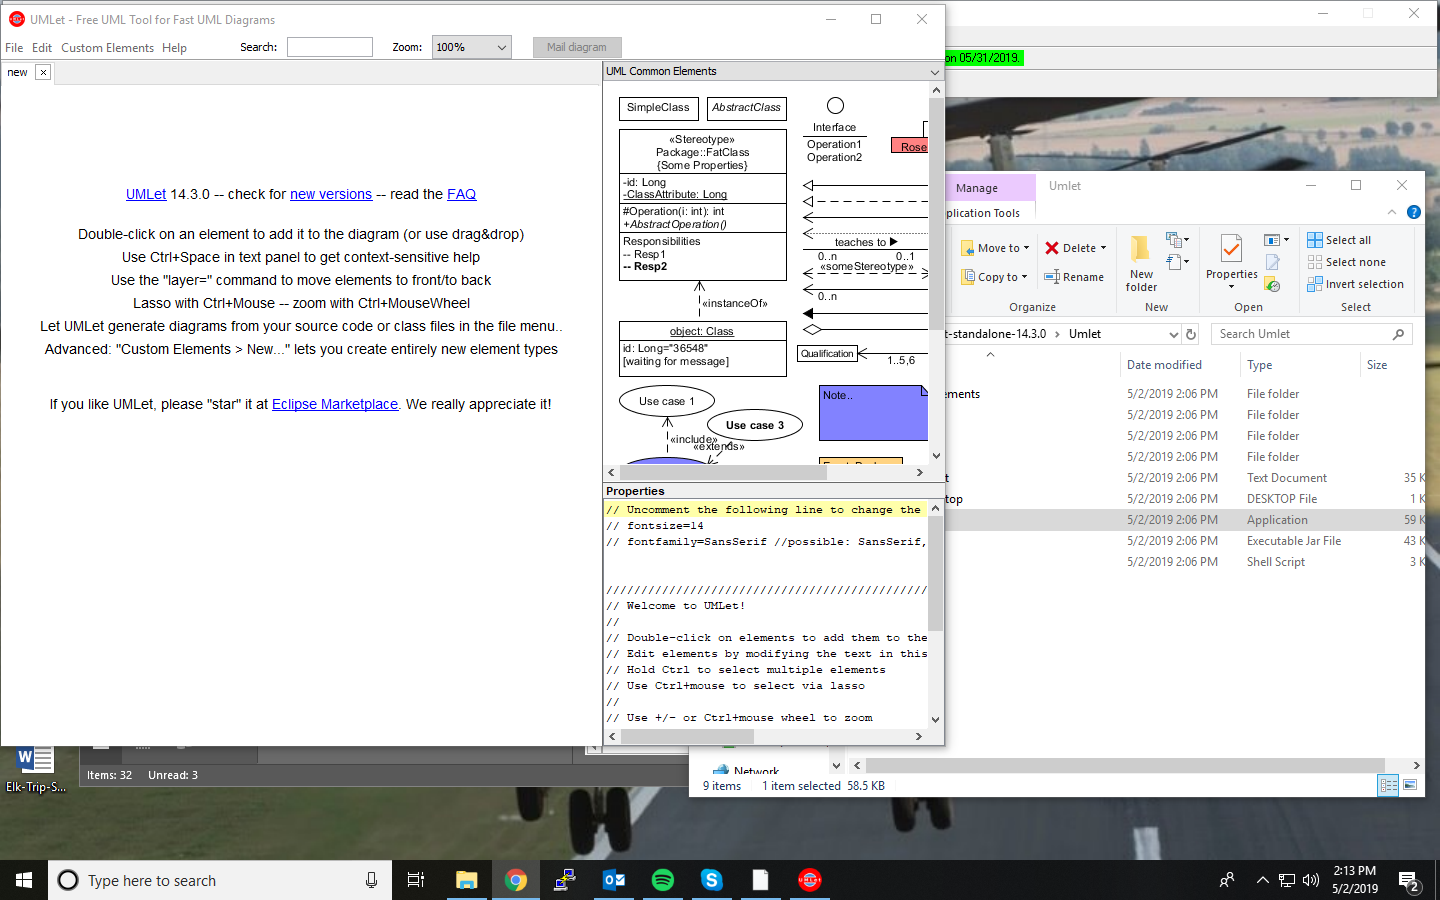 UMLet - Free UML Tool for Fast UML Diagrams
File Edit Custom Elements Help
Search:
Zoom: 100%
Mail diagram
new
UMLet 14.3.0 -- check for new versions -- read the FAQ
Double-click on an element to add it to the diagram (or use drag&drop)
Use Ctrl+Space in text panel to get context-sensitive help
Use the "layer=" command to move elements to front/to back
Lasso with Ctrl+Mouse -- zoom with Ctrl+MouseWheel
Let UMLet generate diagrams from your source code or class files in the file menu..
Advanced: "Custom Elements > New..." lets you create entirely new element types
If you like UMLet, please "star" it at Eclipse Marketplace. We really appreciate it!
UML Common Elements
SimpleClass
AbstractClass
«Stereotype»
Package::FatClass
{Some Properties}
-id: Long
-ClassAttribute: Long
#Operation(i: int): int
+AbstractOperation()
Responsibilities
-- Resp1
-- Resp2
«instanceOf»
object: Class
id: Long="36548"
[waiting for message]
Interface
Operation1
Operation2
Rose
teaches to
0..n 0..1
«someStereotype»
0..n
Qualification
1..5,6
Use case 1
Use case 3
«include»
«extends»
Note..
Properties
// Uncomment the following line to change the
// fontsize=14
// fontfamily=SansSerif //possible: SansSerif,
//////////////////////////////////////////////
// Welcome to UMLet!
//
// Double-click on elements to add them to the
// Edit elements by modifying the text in this
// Hold Ctrl to select multiple elements
// Use Ctrl+mouse to select via lasso
//
// Use +/- or Ctrl+mouse wheel to zoom
on 05/31/2019.
Manage
Umlet
plication Tools
Move to
Copy to
Delete
Rename
Organize
New folder
New
Properties
Open
Select all
Select none
Invert selection
Select
t-standalone-14.3.0 › Umlet
Search Umlet
Date modified Type Size
ements 5/2/2019 2:06 PM File folder
5/2/2019 2:06 PM File folder
5/2/2019 2:06 PM File folder
5/2/2019 2:06 PM File folder
t 5/2/2019 2:06 PM Text Document 35 K
top 5/2/2019 2:06 PM DESKTOP File 1 K
5/2/2019 2:06 PM Application 59 K
5/2/2019 2:06 PM Executable Jar File 43 K
5/2/2019 2:06 PM Shell Script 3 K
Network
9 items 1 item selected 58.5 KB
Elk-Trip-S...
Items: 32 Unread: 3
Type here to search
2:13 PM
5/2/2019
2